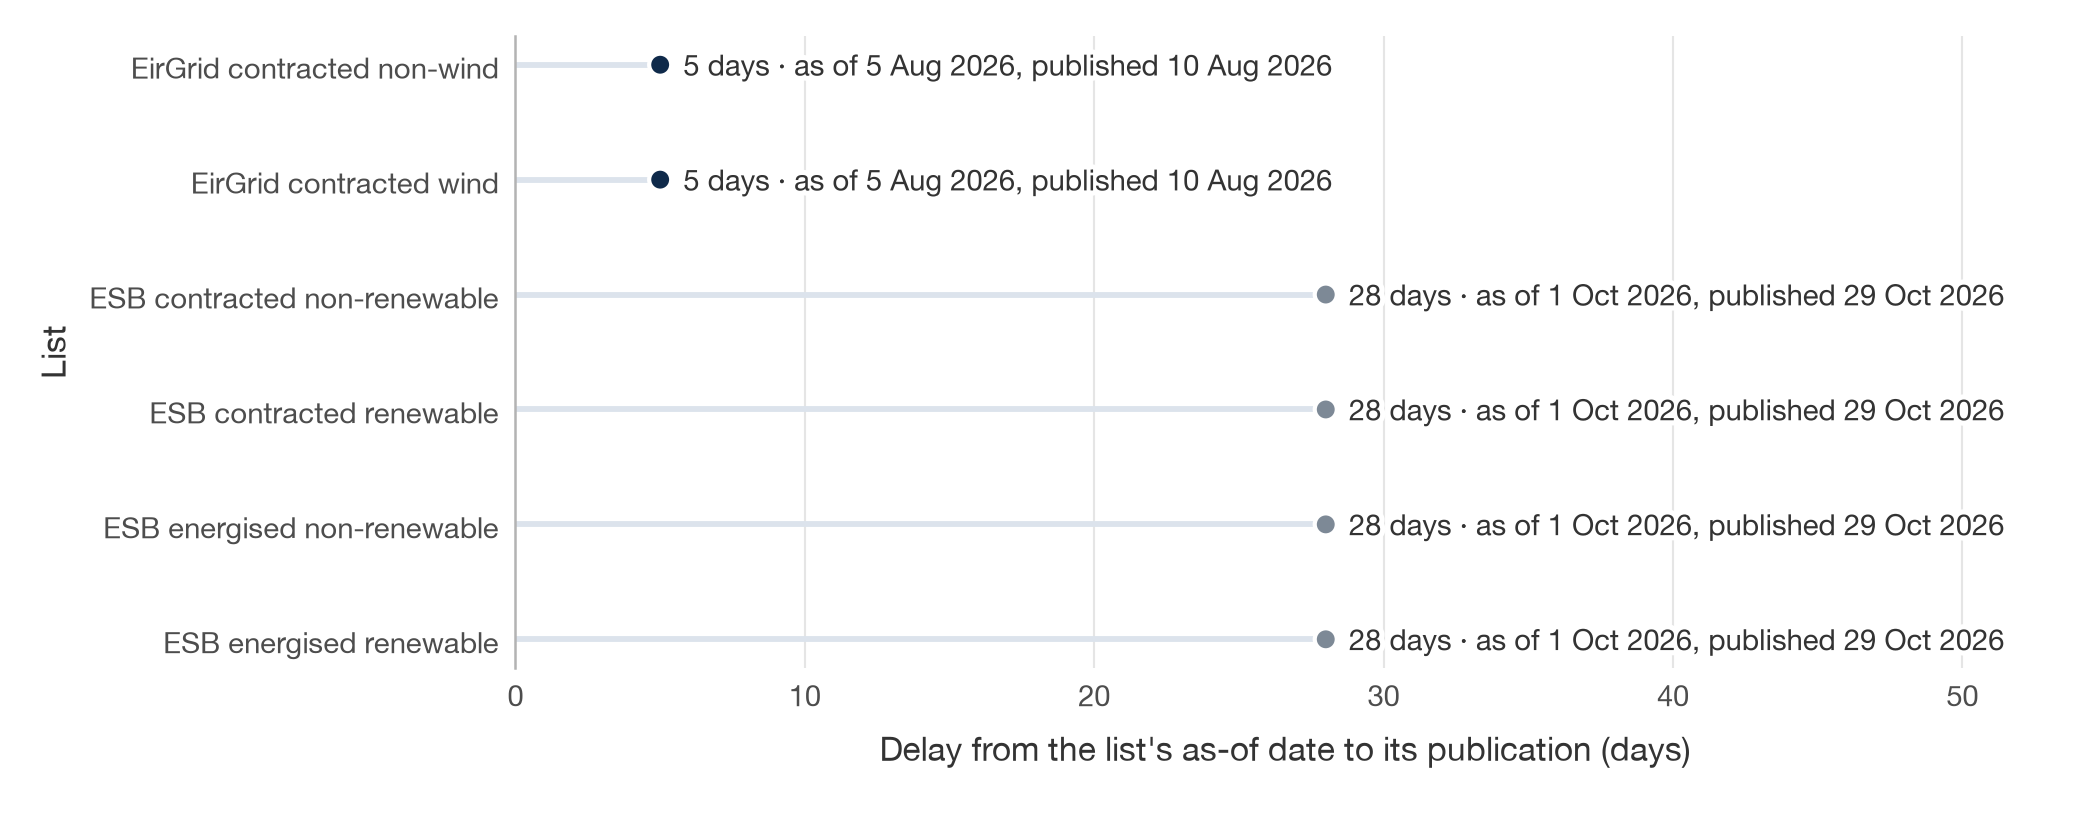 EirGrid contracted non-wind
5 days · as of 5 Aug 2026, published 10 Aug 2026
EirGrid contracted wind
5 days · as of 5 Aug 2026, published 10 Aug 2026
ESB contracted non-renewable
28 days · as of 1 Oct 2026, published 29 Oct 2026
List
ESB contracted renewable
28 days · as of 1 Oct 2026, published 29 Oct 2026
ESB energised non-renewable
28 days · as of 1 Oct 2026, published 29 Oct 2026
ESB energised renewable
28 days · as of 1 Oct 2026, published 29 Oct 2026
0 10 20 30 40 50
Delay from the list's as-of date to its publication (days)